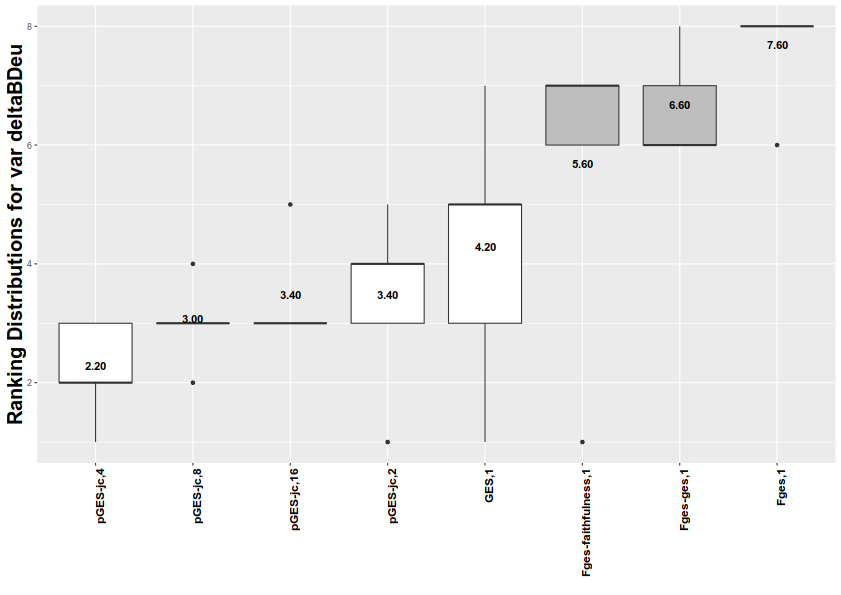 Ranking Distributions for var deltaBDeu
8
6
4
2
2.20
3.00
3.40
3.40
4.20
5.60
6.60
7.60
pGES-jc,4
pGES-jc,8
pGES-jc,16
pGES-jc,2
GES,1
Fges-faithfulness,1
Fges-ges,1
Fges,1